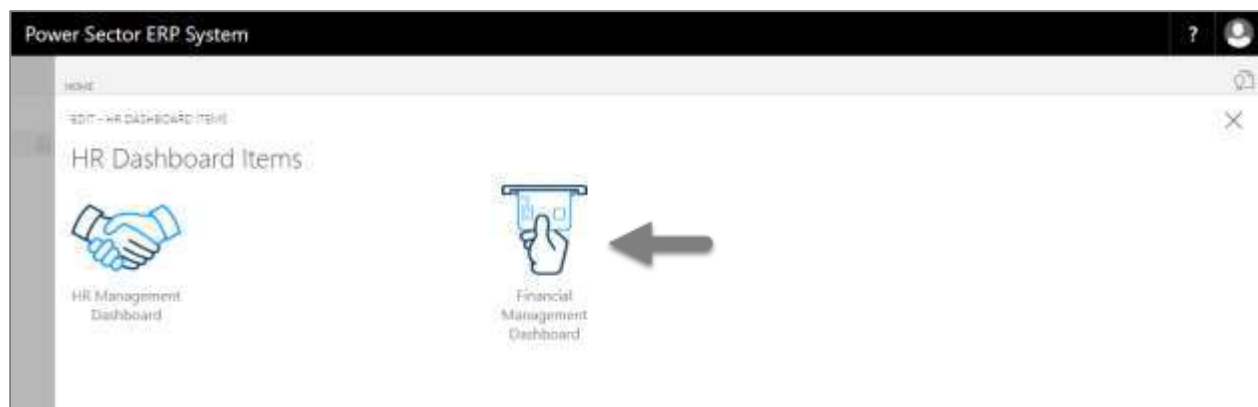 Power Sector ERP System ?
HOME
EDIT - HR DASHBOARD ITEMS
HR Dashboard Items
HR Management
Dashboard
Financial
Management
Dashboard